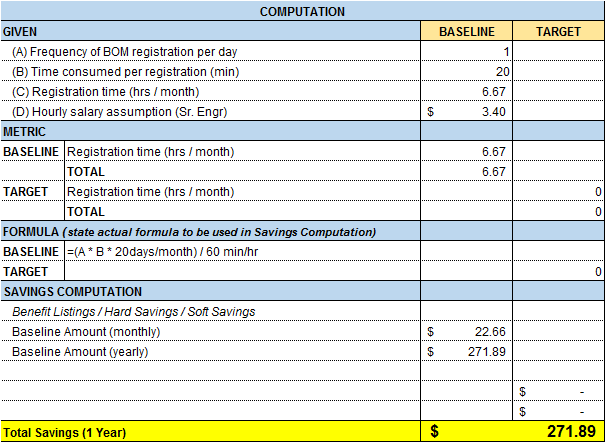 COMPUTATION
GIVEN BASELINE TARGET
(A) Frequency of BOM registration per day 1
(B) Time consumed per registration (min) 20
(C) Registration time (hrs / month) 6.67
(D) Hourly salary assumption (Sr. Engr) $ 3.40
METRIC
BASELINE Registration time (hrs / month) 6.67
TOTAL 6.67
TARGET Registration time (hrs / month) 0
TOTAL 0
FORMULA (state actual formula to be used in Savings Computation)
BASELINE =(A * B * 20days/month) / 60 min/hr
TARGET 0
SAVINGS COMPUTATION
Benefit Listings / Hard Savings / Soft Savings
Baseline Amount (monthly) $ 22.66
Baseline Amount (yearly) $ 271.89
$ -
$ -
Total Savings (1 Year) $ 271.89